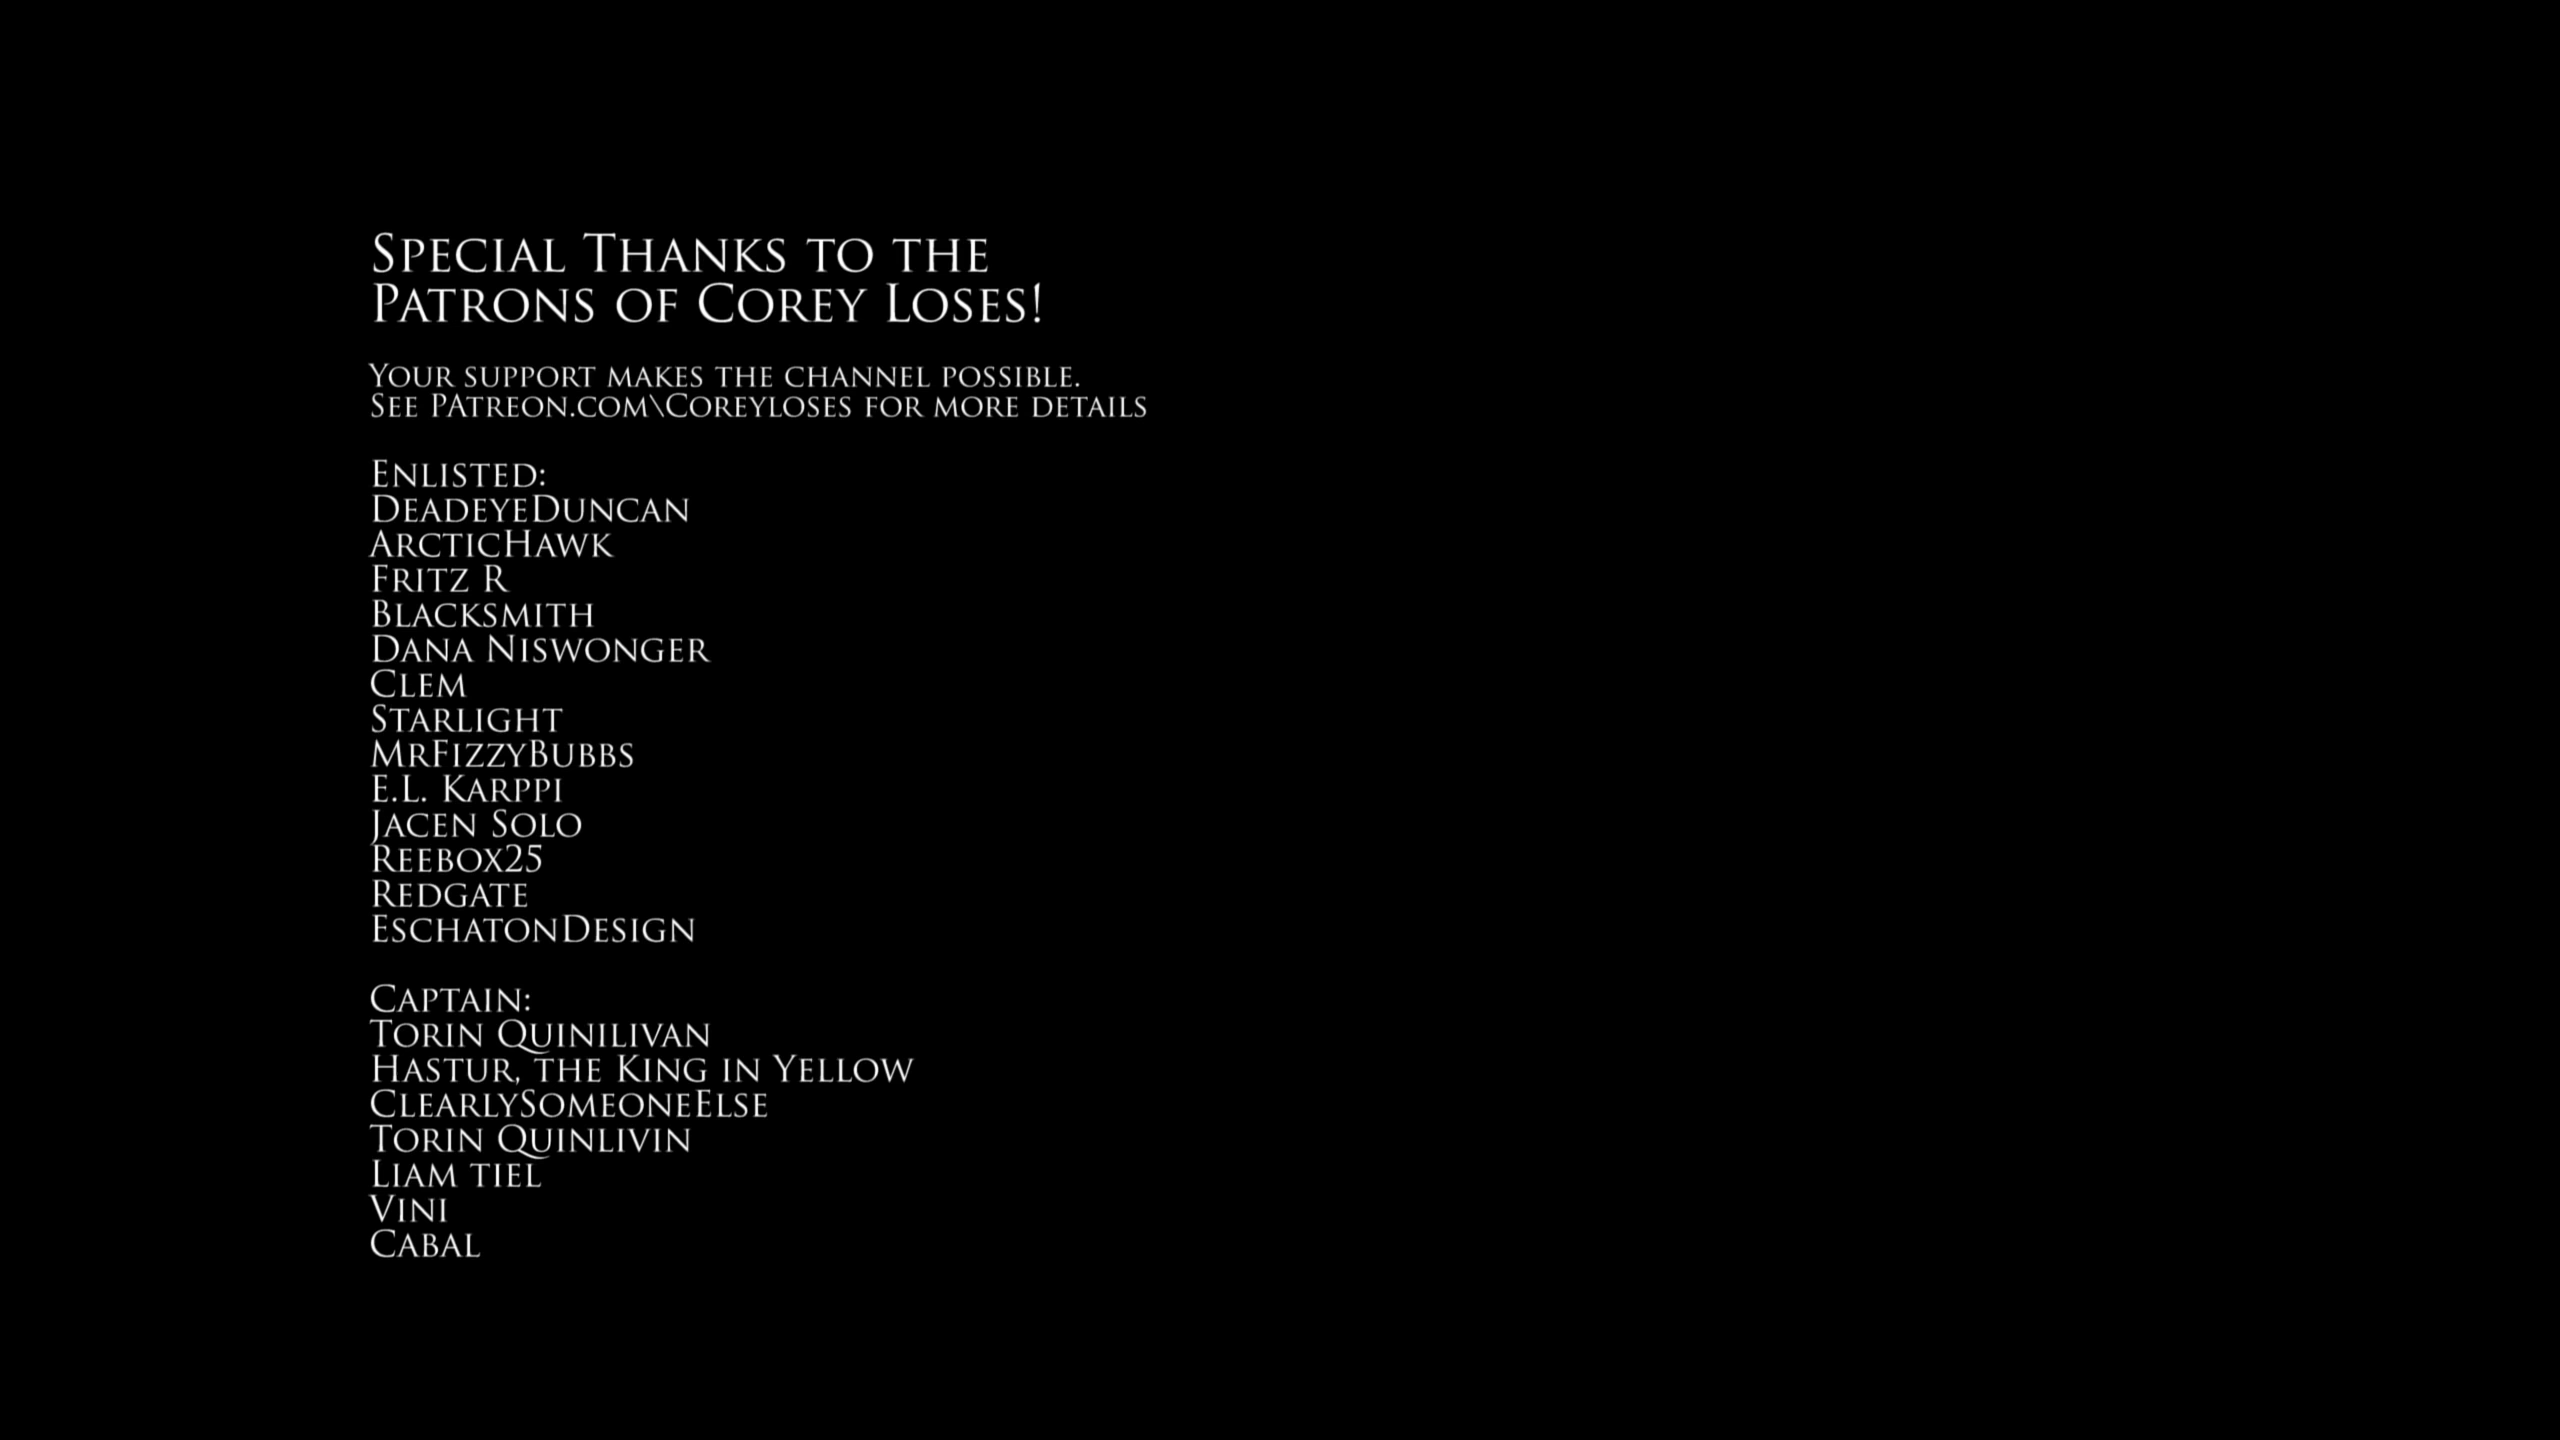 Special Thanks to the
Patrons of Corey Loses!
Your support makes the channel possible.
See PAtreon.com\Coreyloses for more details
Enlisted:
DeadeyeDuncan
ArcticHawk
Fritz R
Blacksmith
Dana Niswonger
Clem
Starlight
MrFizzyBubbs
E.L. Karppi
Jacen Solo
Reebox25
Redgate
EschatonDesign
Captain:
Torin Quinilivan
Hastur, the King in Yellow
ClearlySomeoneElse
Torin Quinlivin
Liam tiel
Vini
Cabal